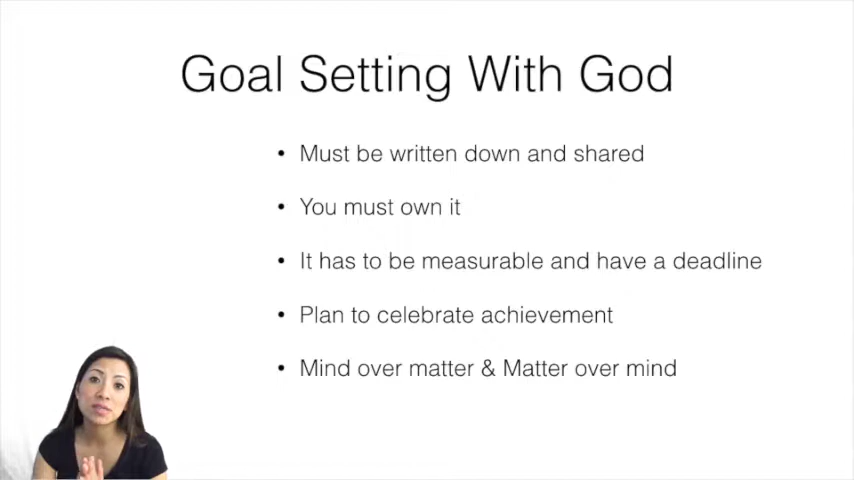 Goal Setting With God
• Must be written down and shared
• You must own it
• It has to be measurable and have a deadline
• Plan to celebrate achievement
• Mind over matter & Matter over mind